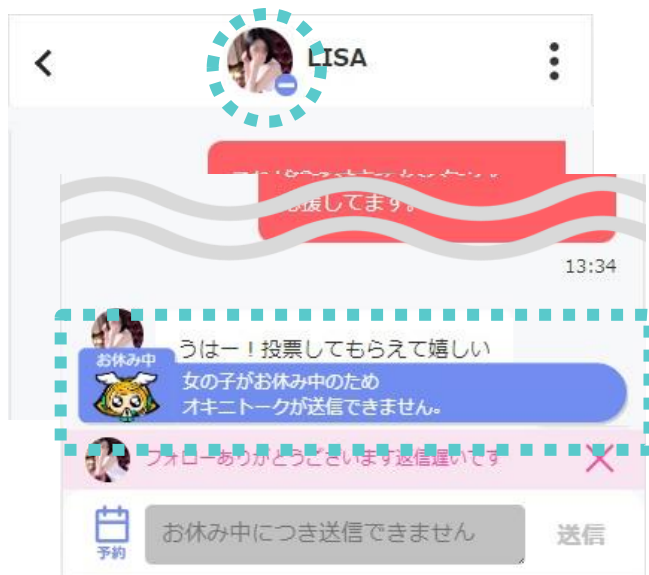 LISA
応援してます。
13:34
うはー！投票してもらえて嬉しい
お休み中
女の子がお休み中のため
オキニトークが送信できません。
フォローありがとうございます返信遅いです
予約
お休み中につき送信できません
送信